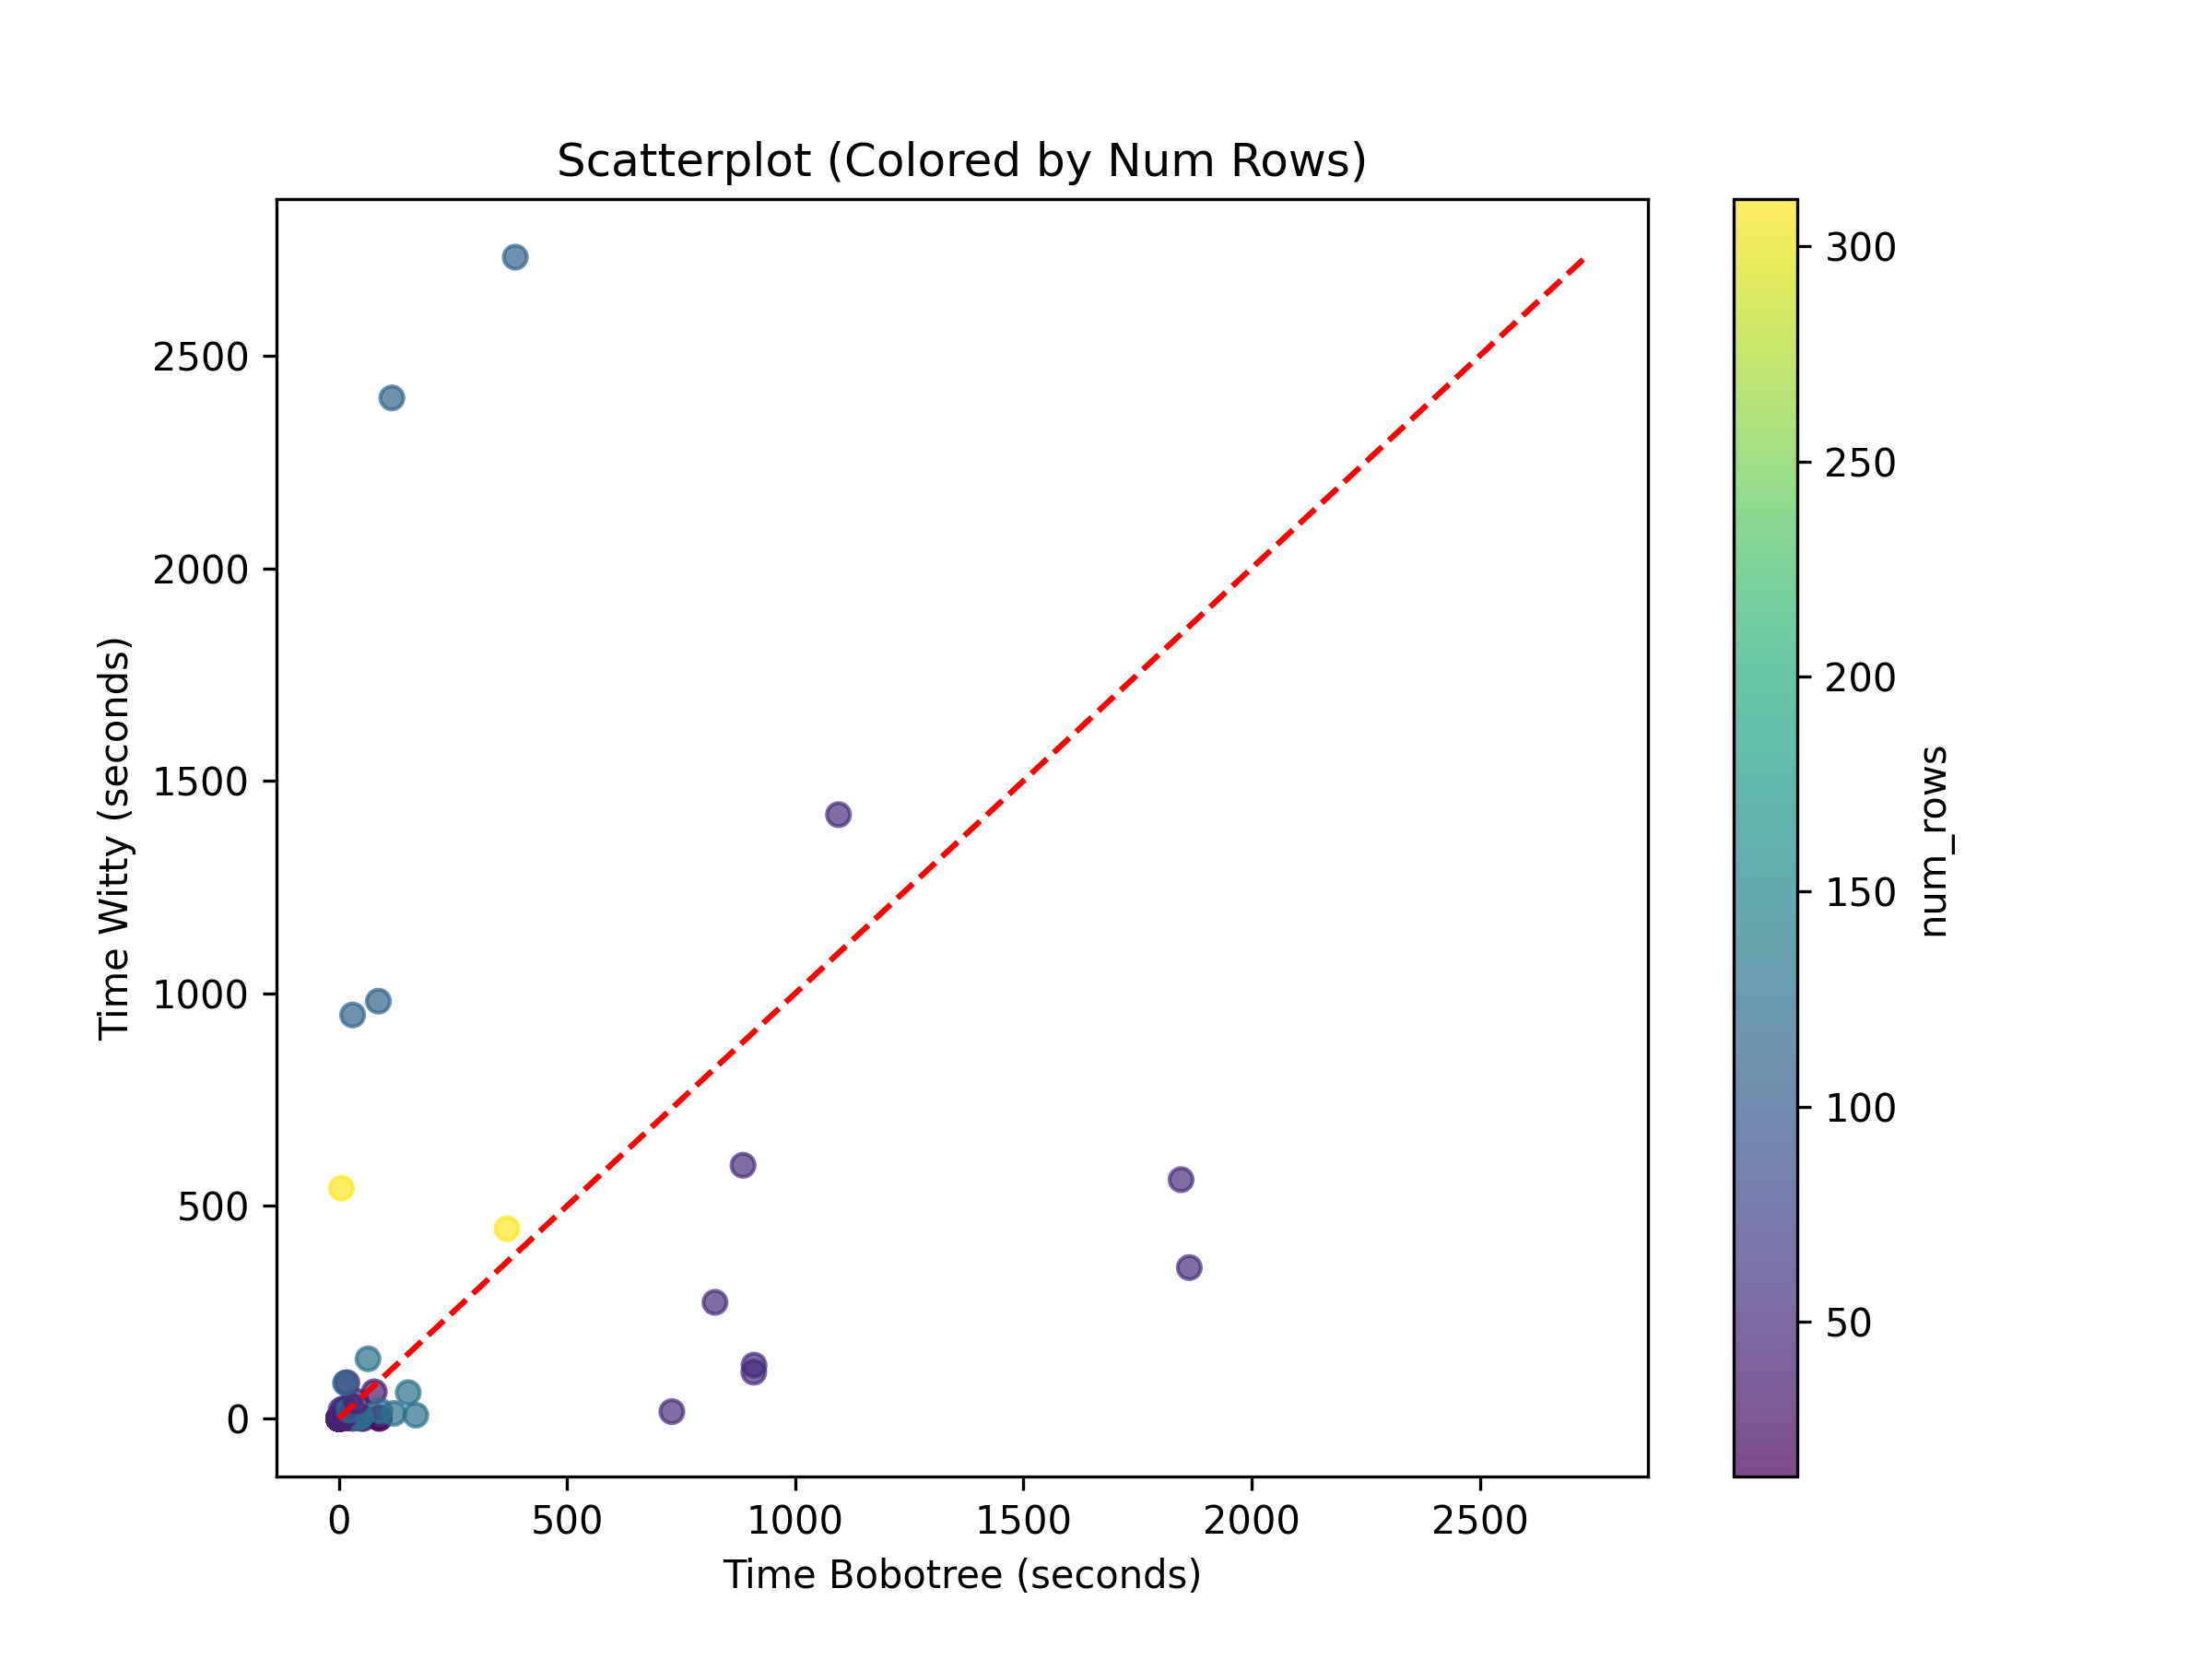 Scatterplot (Colored by Num Rows)
Time Witty (seconds)
2500
2000
1500
1000
500
0
0 500 1000 1500 2000 2500
Time Bobotree (seconds)
300
250
200
150
100
50
num_rows